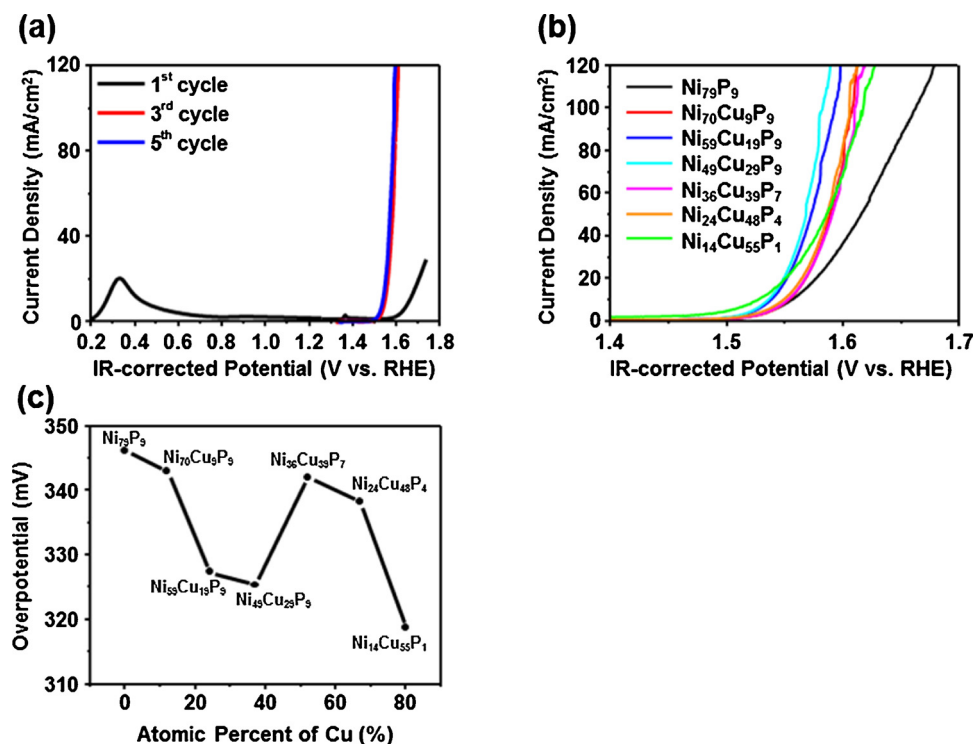 (a)
120
80
40
0
Current Density (mA/cm²)
1ˢᵗ cycle
3ʳᵈ cycle
5ᵗʰ cycle
0.2 0.4 0.6 0.8 1.0 1.2 1.4 1.6 1.8
IR-corrected Potential (V vs. RHE)
(b)
120
100
80
60
40
20
0
Current Density (mA/cm²)
Ni₇₉P₉
Ni₇₀Cu₉P₉
Ni₅₉Cu₁₉P₉
Ni₄₉Cu₂₉P₉
Ni₃₆Cu₃₉P₇
Ni₂₄Cu₄₈P₄
Ni₁₄Cu₅₅P₁
1.4 1.5 1.6 1.7
IR-corrected Potential (V vs. RHE)
(c)
350
340
330
320
310
Overpotential (mV)
Ni₇₉P₉
Ni₇₀Cu₉P₉
Ni₅₉Cu₁₉P₉
Ni₄₉Cu₂₉P₉
Ni₃₆Cu₃₉P₇
Ni₂₄Cu₄₈P₄
Ni₁₄Cu₅₅P₁
0 20 40 60 80
Atomic Percent of Cu (%)